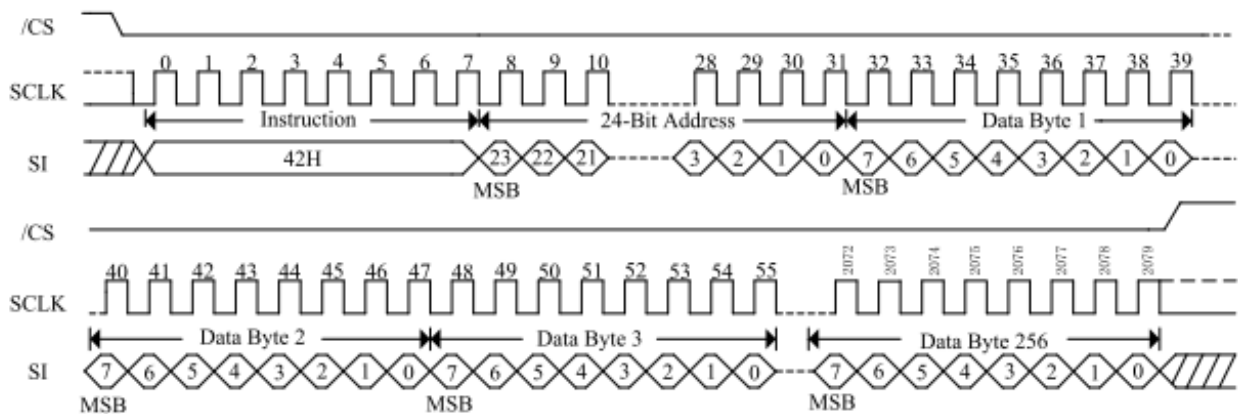 /CS
0 1 2 3 4 5 6 7 8 9 10 28 29 30 31 32 33 34 35 36 37 38 39
SCLK
Instruction 24-Bit Address Data Byte 1
SI 42H 23 22 21 3 2 1 0 7 6 5 4 3 2 1 0
MSB MSB
/CS
40 41 42 43 44 45 46 47 48 49 50 51 52 53 54 55 2072 2073 2074 2075 2076 2077 2078 2079
SCLK
Data Byte 2 Data Byte 3 Data Byte 256
SI 7 6 5 4 3 2 1 0 7 6 5 4 3 2 1 0 7 6 5 4 3 2 1 0
MSB MSB MSB